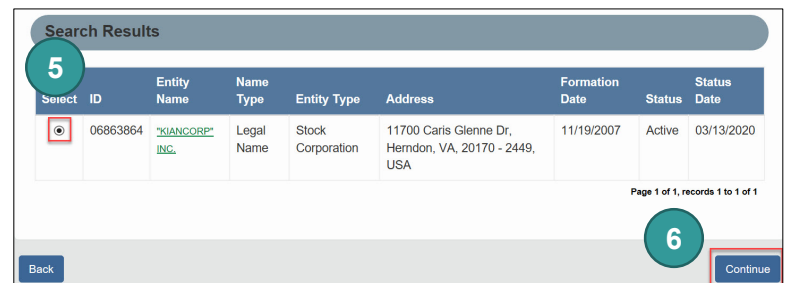 Search Results
5
Select ID Entity Name Name Type Entity Type Address Formation Date Status Status Date
06863864 "KIANCORP" INC. Legal Name Stock Corporation 11700 Caris Glenne Dr, Herndon, VA, 20170 - 2449, USA 11/19/2007 Active 03/13/2020
Page 1 of 1, records 1 to 1 of 1
6
Back Continue